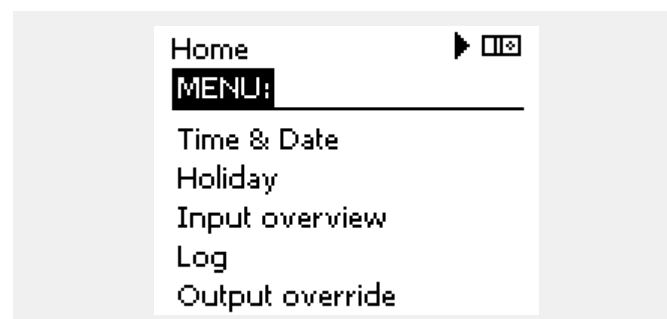 Home
MENU:
Time & Date
Holiday
Input overview
Log
Output override